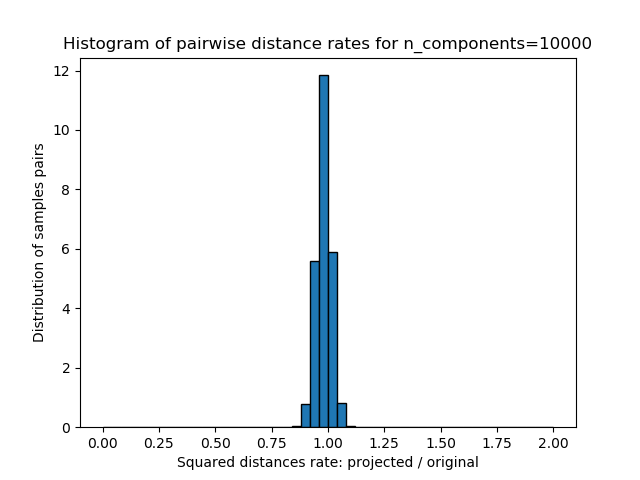 Histogram of pairwise distance rates for n_components=10000
Distribution of samples pairs
12
10
8
6
4
2
0
0.00 0.25 0.50 0.75 1.00 1.25 1.50 1.75 2.00
Squared distances rate: projected / original